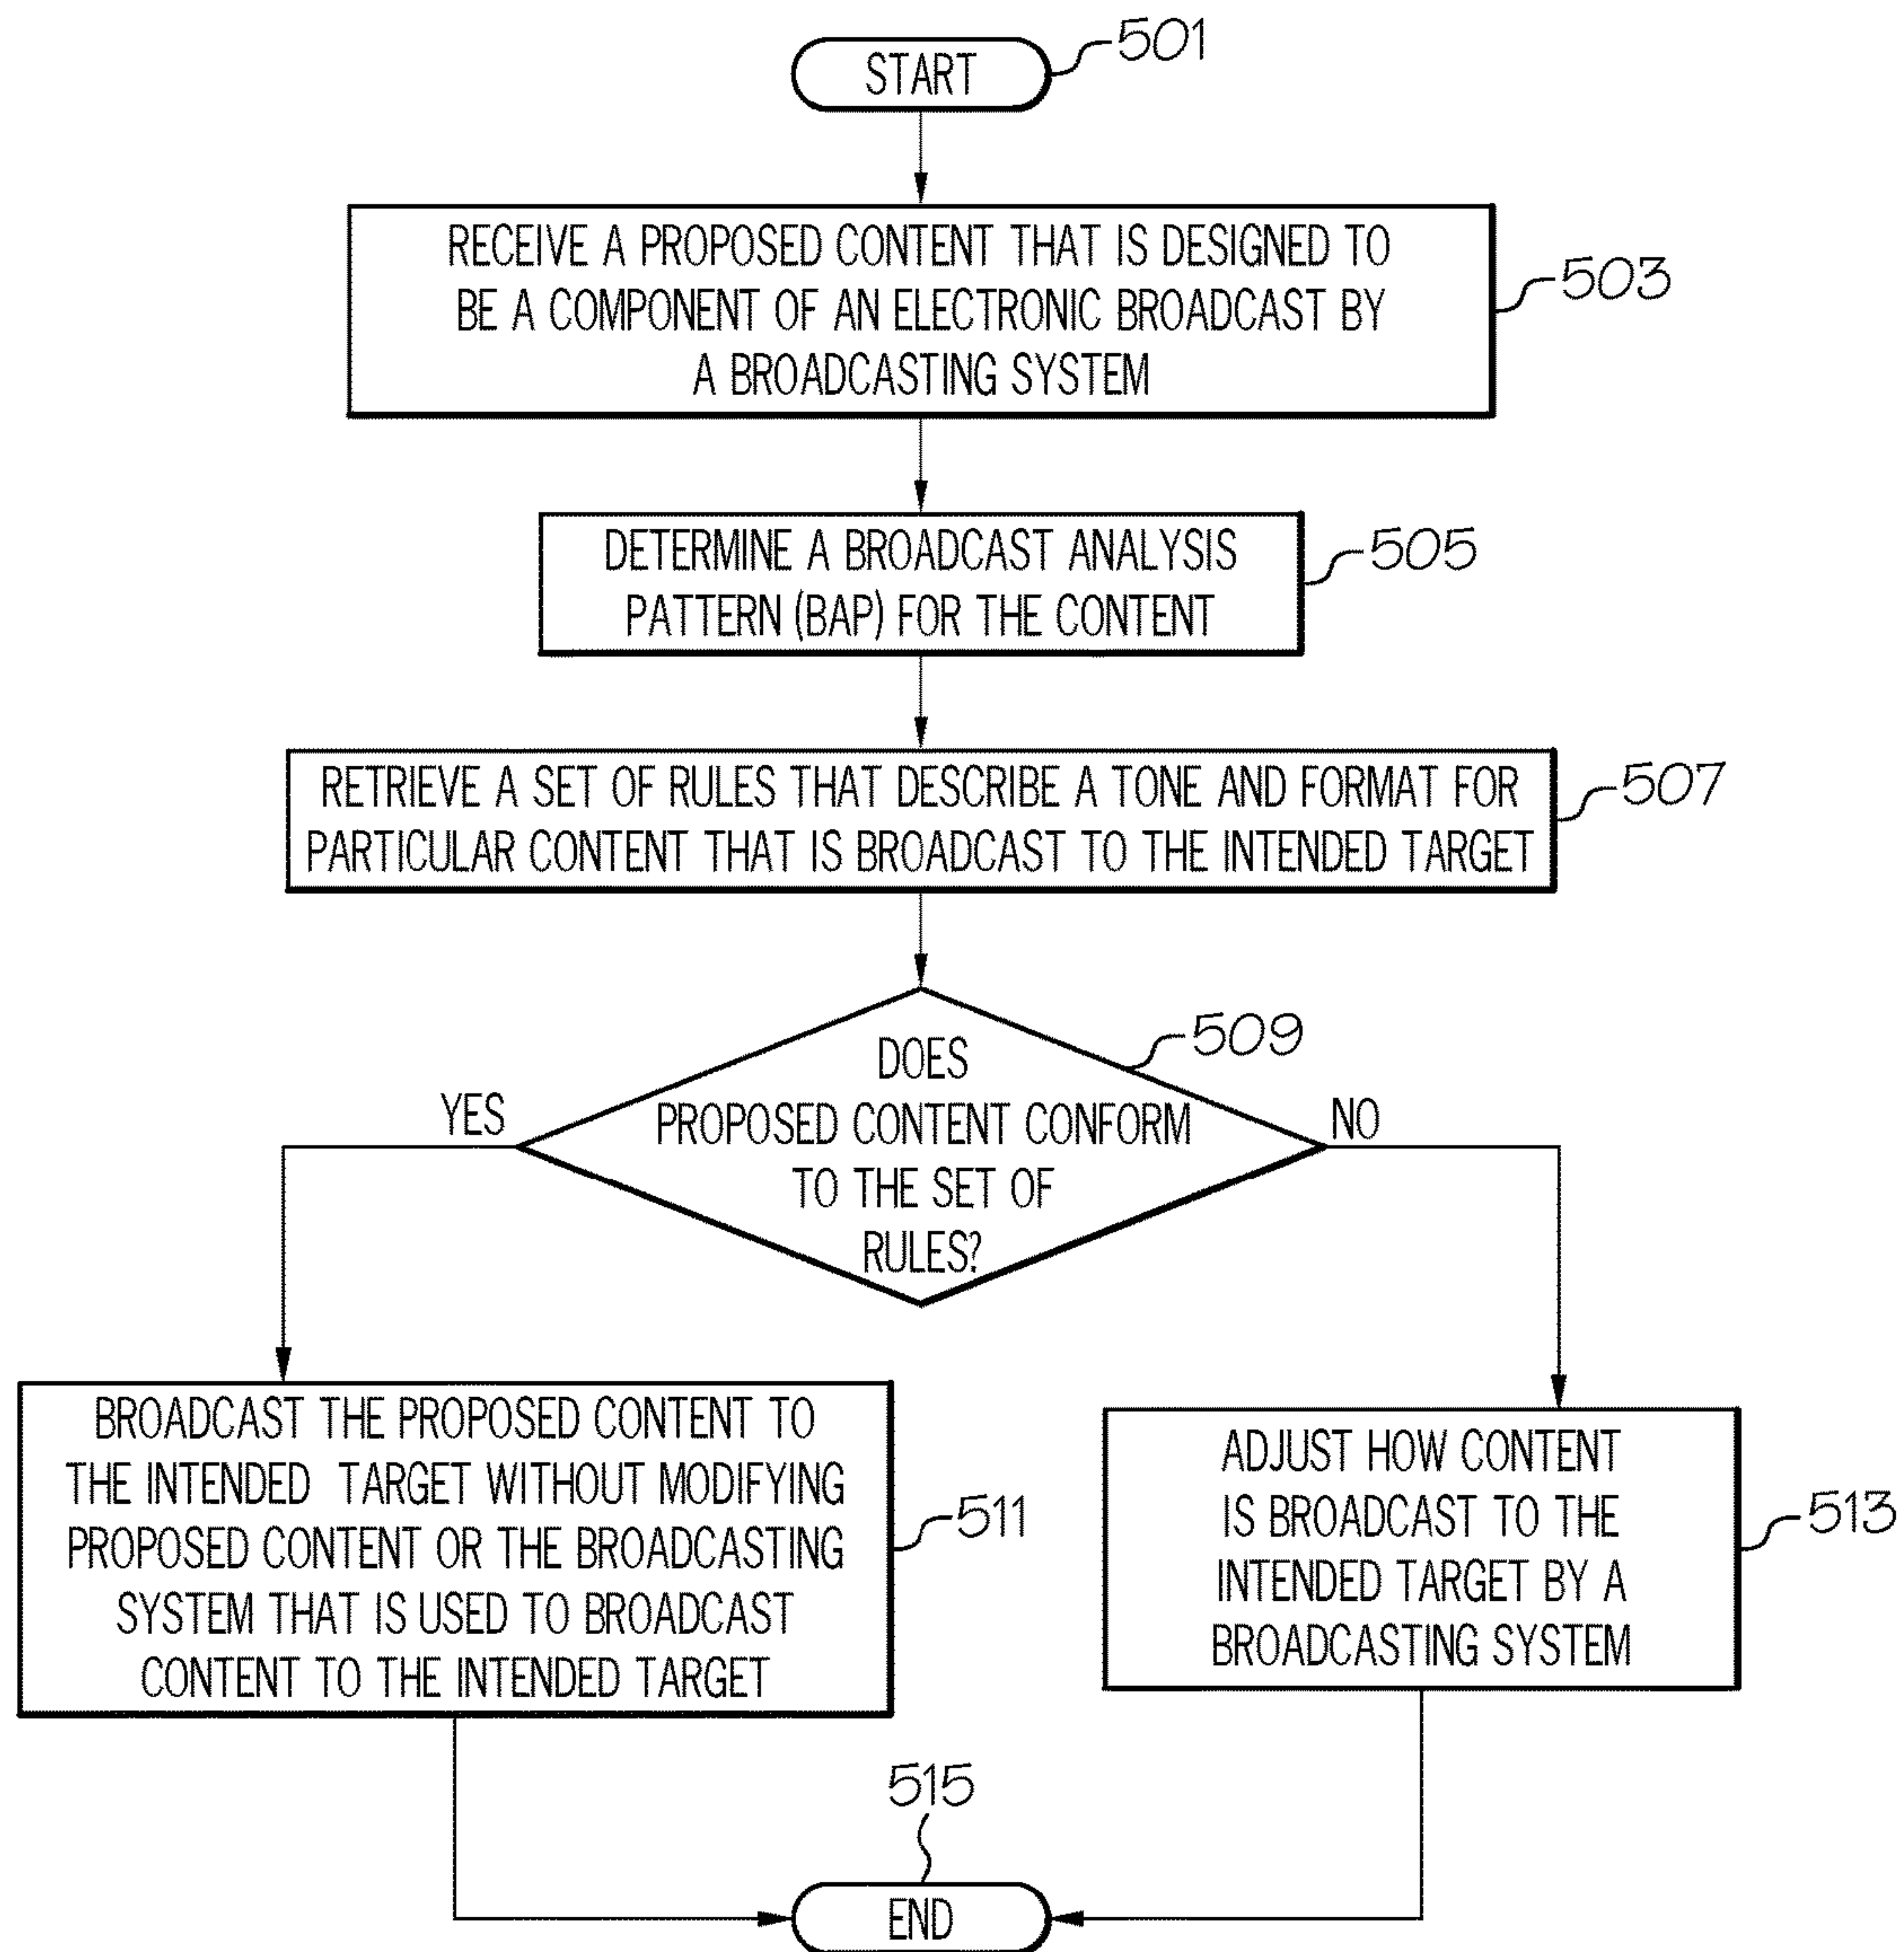 START
501
RECEIVE A PROPOSED CONTENT THAT IS DESIGNED TO
BE A COMPONENT OF AN ELECTRONIC BROADCAST BY
A BROADCASTING SYSTEM
503
DETERMINE A BROADCAST ANALYSIS
PATTERN (BAP) FOR THE CONTENT
505
RETRIEVE A SET OF RULES THAT DESCRIBE A TONE AND FORMAT FOR
PARTICULAR CONTENT THAT IS BROADCAST TO THE INTENDED TARGET
507
DOES
PROPOSED CONTENT CONFORM
TO THE SET OF
RULES?
509
YES
NO
BROADCAST THE PROPOSED CONTENT TO
THE INTENDED TARGET WITHOUT MODIFYING
PROPOSED CONTENT OR THE BROADCASTING
SYSTEM THAT IS USED TO BROADCAST
CONTENT TO THE INTENDED TARGET
511
ADJUST HOW CONTENT
IS BROADCAST TO THE
INTENDED TARGET BY A
BROADCASTING SYSTEM
513
515
END